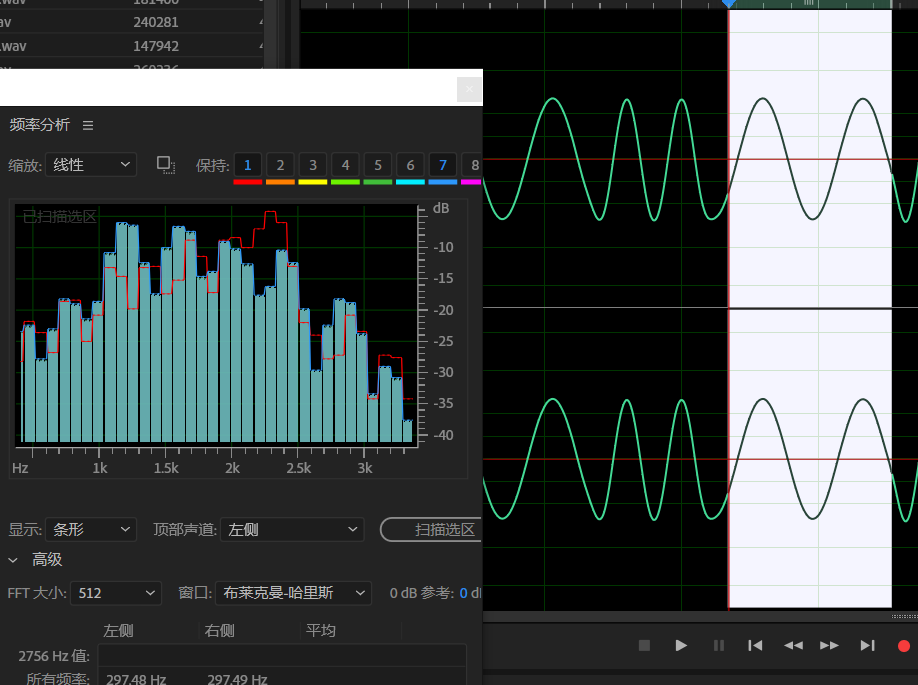 .wav 181400
av 240281
.wav 147942
频率分析
缩放: 线性 保持: 1 2 3 4 5 6 7 8
已扫描选区
dB
-10
-15
-20
-25
-30
-35
-40
Hz 1k 1.5k 2k 2.5k 3k
显示: 条形 顶部声道: 左侧 扫描选区
高级
FFT 大小: 512 窗口: 布莱克曼-哈里斯 0 dB 参考: 0 d
左侧 右侧 平均
2756 Hz 值:
所有频率: 297.48 Hz 297.49 Hz